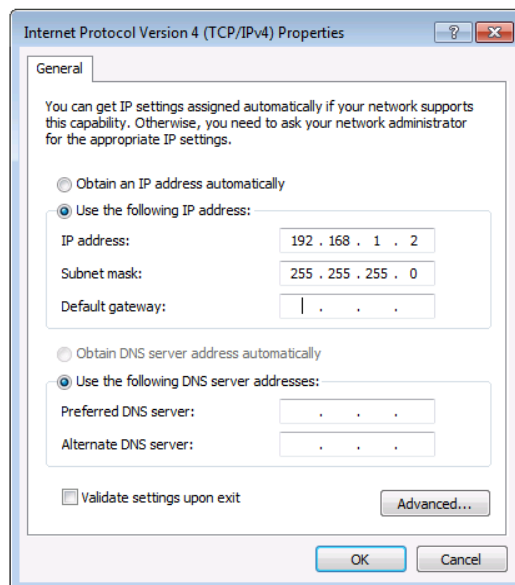 Internet Protocol Version 4 (TCP/IPv4) Properties
General
You can get IP settings assigned automatically if your network supports
this capability. Otherwise, you need to ask your network administrator
for the appropriate IP settings.
Obtain an IP address automatically
Use the following IP address:
IP address: 192 . 168 . 1 . 2
Subnet mask: 255 . 255 . 255 . 0
Default gateway: . . .
Obtain DNS server address automatically
Use the following DNS server addresses:
Preferred DNS server: . . .
Alternate DNS server: . . .
Validate settings upon exit
Advanced...
OK Cancel